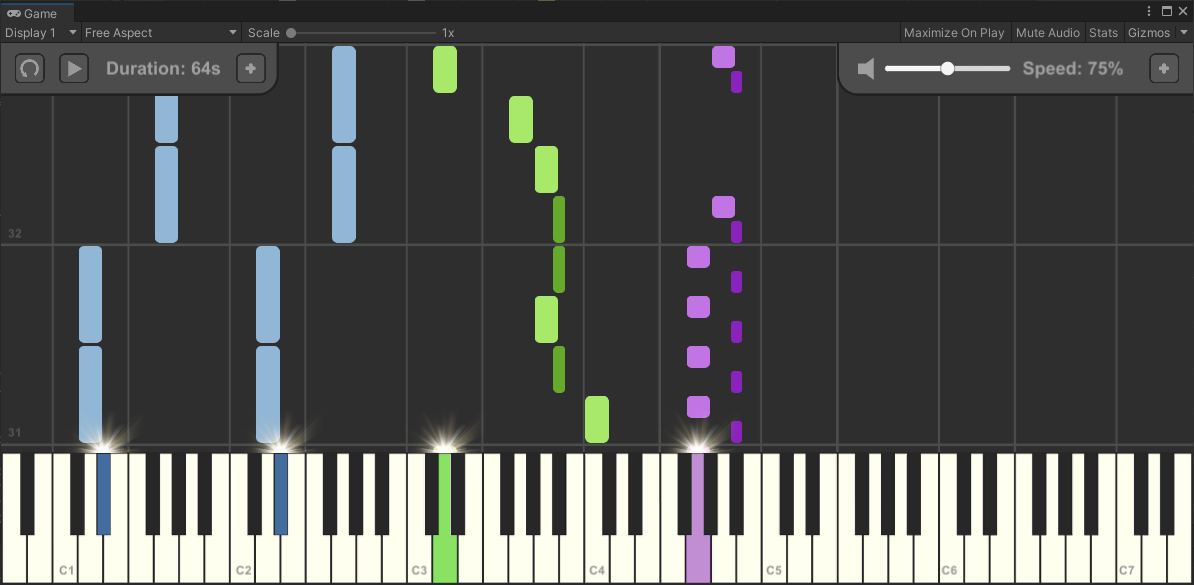 Game
Display 1 Free Aspect Scale 1x Maximize On Play Mute Audio Stats Gizmos
Duration: 64s + Speed: 75% +
32
31
C1 C2 C3 C4 C5 C6 C7